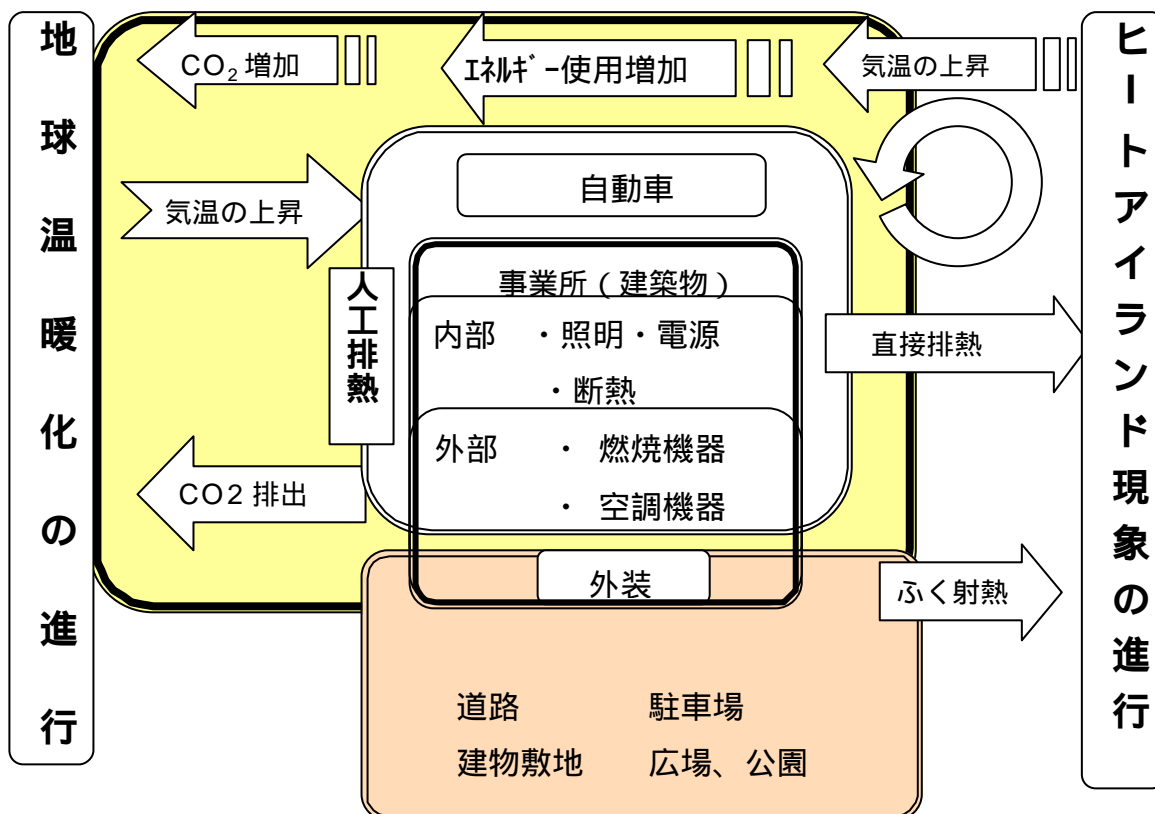 地球温暖化の進行
CO₂増加
ｴﾈﾙｷﾞｰ使用増加
気温の上昇
気温の上昇
自動車
人工排熱
事業所（建築物）
内部 ・照明・電源
・断熱
外部 ・ 燃焼機器
・ 空調機器
直接排熱
CO2排出
外装
ふく射熱
道路 駐車場
建物敷地 広場、公園
ヒートアイランド現象の進行